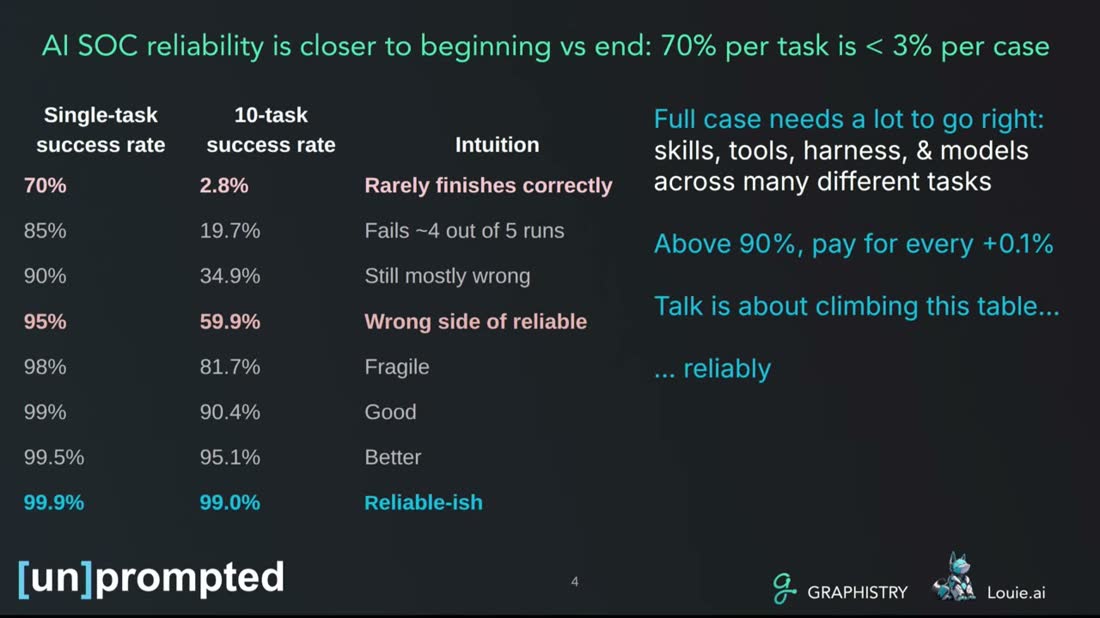 AI SOC reliability is closer to beginning vs end: 70% per task is < 3% per case
Single-task success rate | 10-task success rate | Intuition
70% | 2.8% | Rarely finishes correctly
85% | 19.7% | Fails ~4 out of 5 runs
90% | 34.9% | Still mostly wrong
95% | 59.9% | Wrong side of reliable
98% | 81.7% | Fragile
99% | 90.4% | Good
99.5% | 95.1% | Better
99.9% | 99.0% | Reliable-ish
Full case needs a lot to go right:
skills, tools, harness, & models
across many different tasks
Above 90%, pay for every +0.1%
Talk is about climbing this table...
... reliably
[un]prompted
4
GRAPHISTRY
Louie.ai